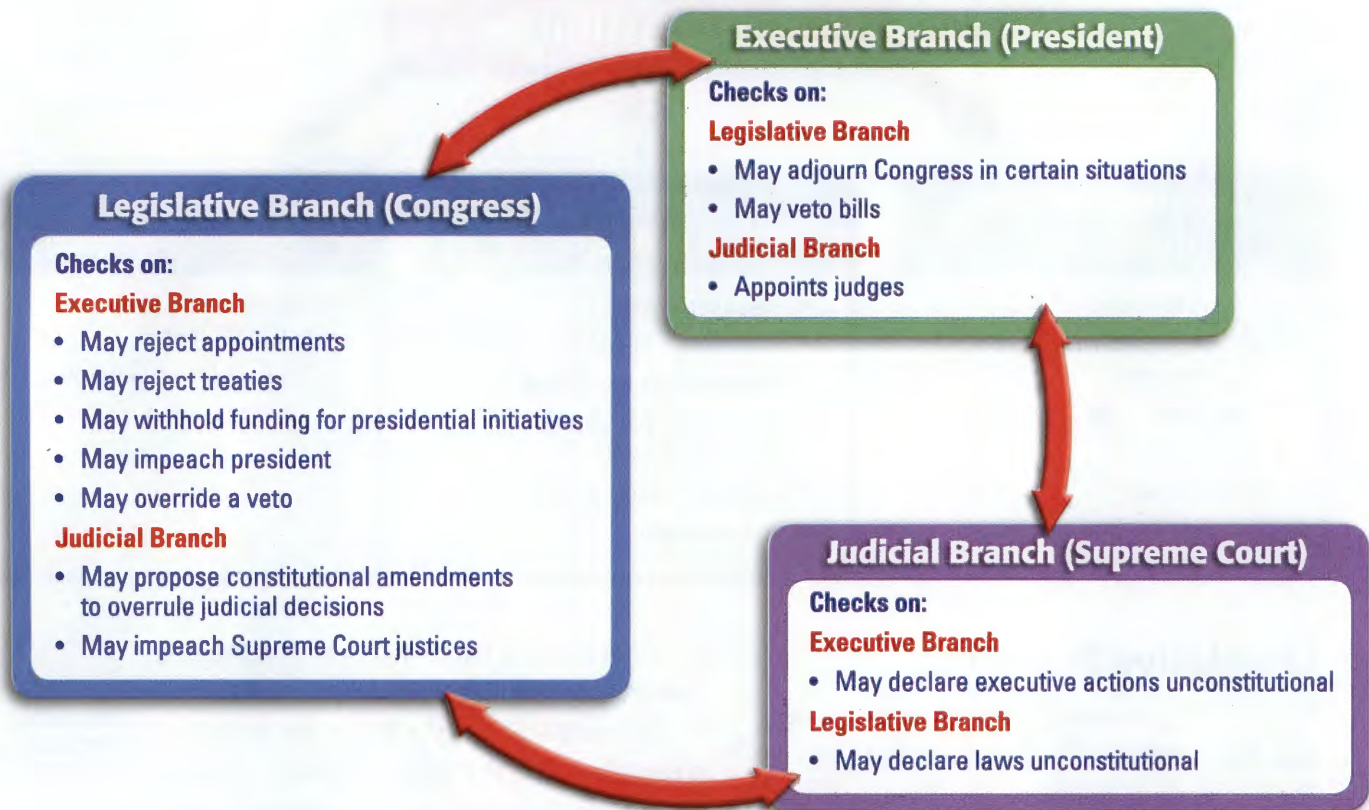 Executive Branch (President)
Checks on:
Legislative Branch
• May adjourn Congress in certain situations
• May veto bills
Judicial Branch
• Appoints judges
Legislative Branch (Congress)
Checks on:
Executive Branch
• May reject appointments
• May reject treaties
• May withhold funding for presidential initiatives
• May impeach president
• May override a veto
Judicial Branch
• May propose constitutional amendments
to overrule judicial decisions
• May impeach Supreme Court justices
Judicial Branch (Supreme Court)
Checks on:
Executive Branch
• May declare executive actions unconstitutional
Legislative Branch
• May declare laws unconstitutional